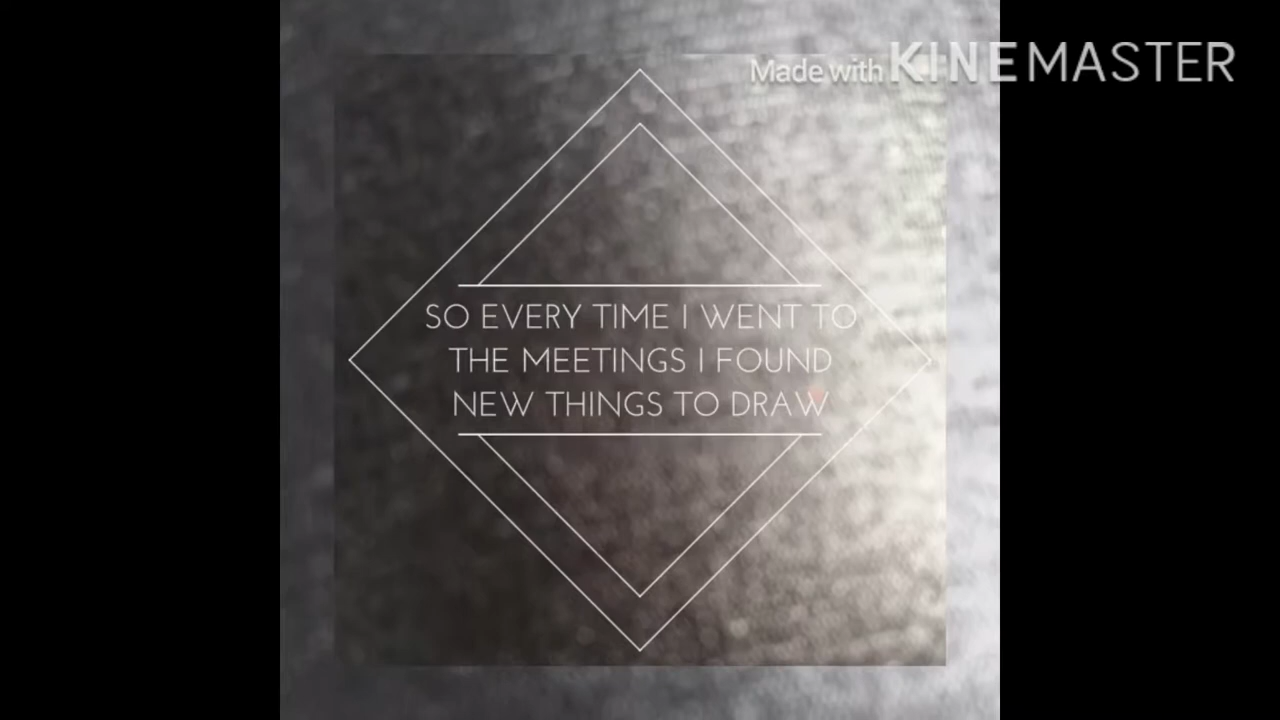 Made with KINEMASTER
SO EVERY TIME I WENT TO
THE MEETINGS I FOUND
NEW THINGS TO DRAW